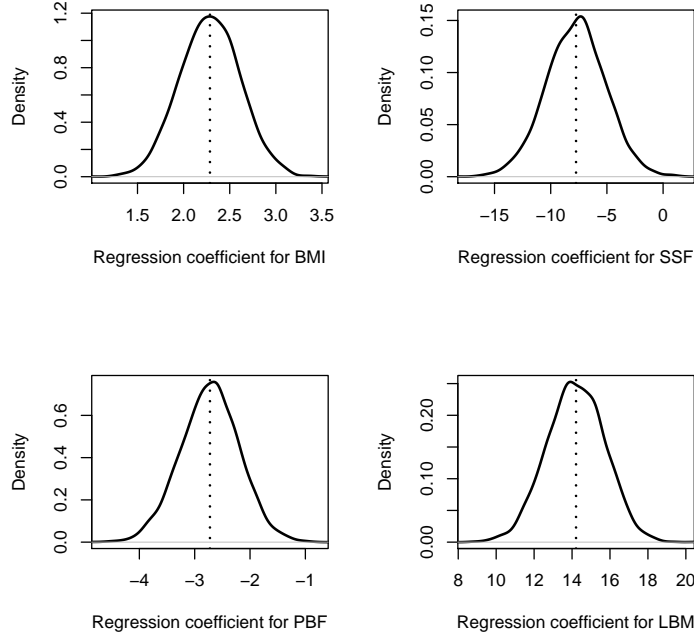 Density
0.0 0.4 0.8 1.2
1.5 2.0 2.5 3.0 3.5
Regression coefficient for BMI
Density
0.00 0.05 0.10 0.15
−15 −10 −5 0
Regression coefficient for SSF
Density
0.0 0.2 0.4 0.6
−4 −3 −2 −1
Regression coefficient for PBF
Density
0.00 0.10 0.20
8 10 12 14 16 18 20
Regression coefficient for LBM